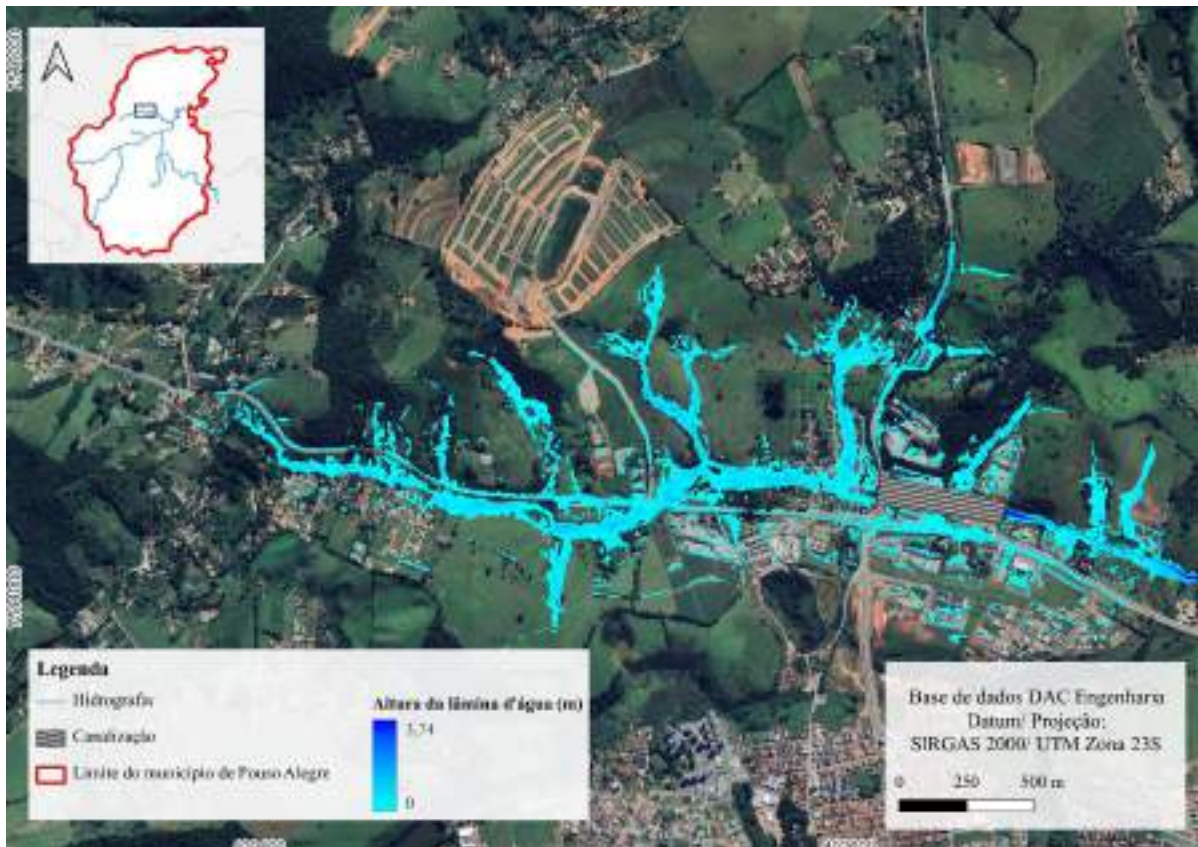 Legenda
Hidrografia
Canalização
Limite do município de Pouso Alegre
Altura da lâmina d'água (m)
3,74
0
Base de dados DAC Engenharia
Datum/ Projeção:
SIRGAS 2000/ UTM Zona 23S
0 250 500 m